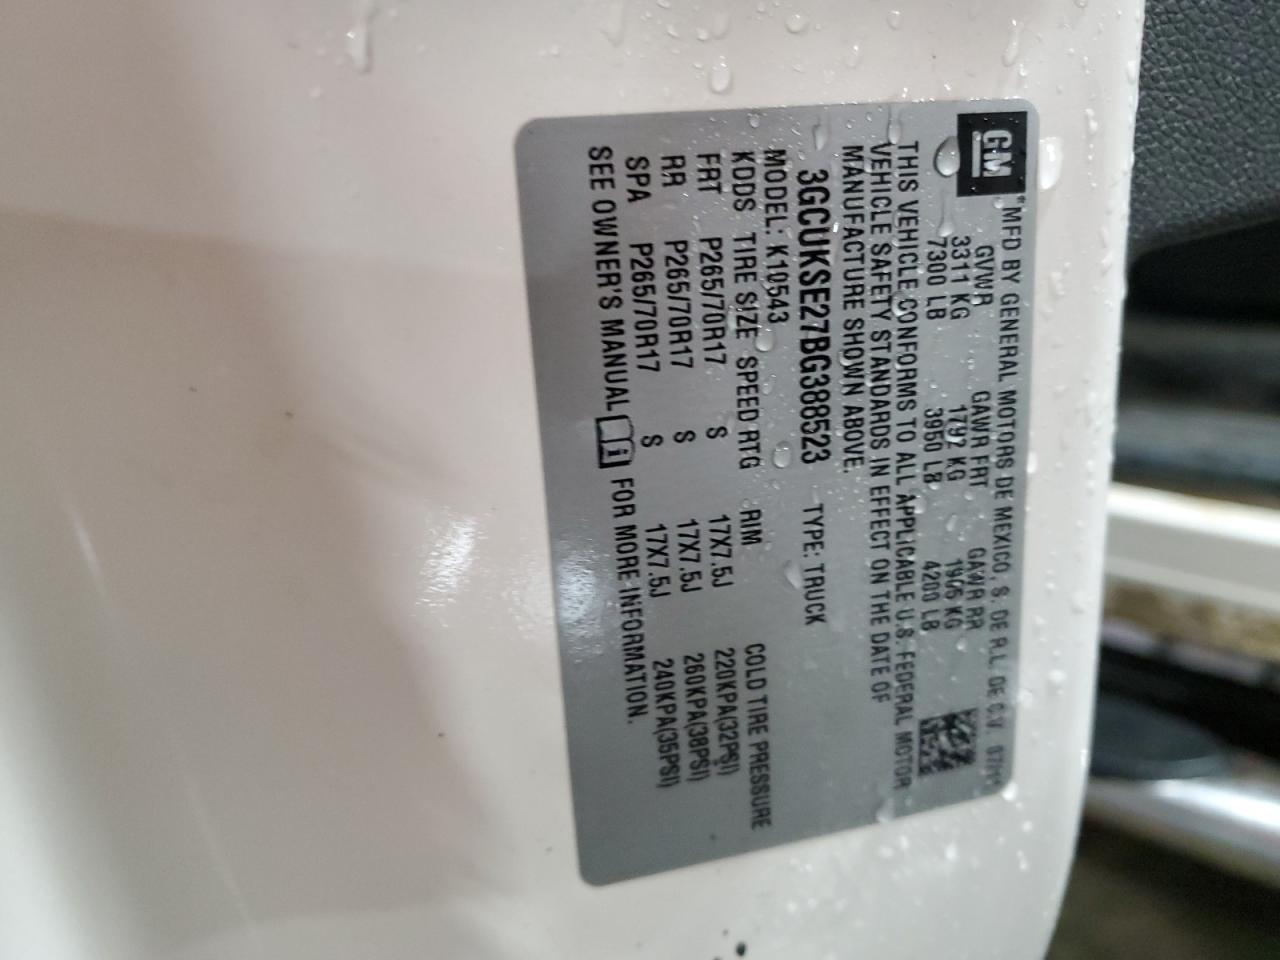 GM
*MFD BY GENERAL MOTORS DE MEXICO, S. DE R.L. DE C.V. 07/11
GVWR GAWR FRT GAWR RR
3311 KG 1792 KG 1905 KG
7300 LB 3950 LB 4200 LB
THIS VEHICLE CONFORMS TO ALL APPLICABLE U.S. FEDERAL MOTOR
VEHICLE SAFETY STANDARDS IN EFFECT ON THE DATE OF
MANUFACTURE SHOWN ABOVE.
3GCUKSE27BG388523 TYPE: TRUCK
MODEL: K10543
KDDS TIRE SIZE SPEED RTG RIM COLD TIRE PRESSURE
FRT P265/70R17 S 17X7.5J 220KPA(32PSI)
RR P265/70R17 S 17X7.5J 260KPA(38PSI)
SPA P265/70R17 S 17X7.5J 240KPA(35PSI)
SEE OWNER'S MANUAL i FOR MORE INFORMATION.